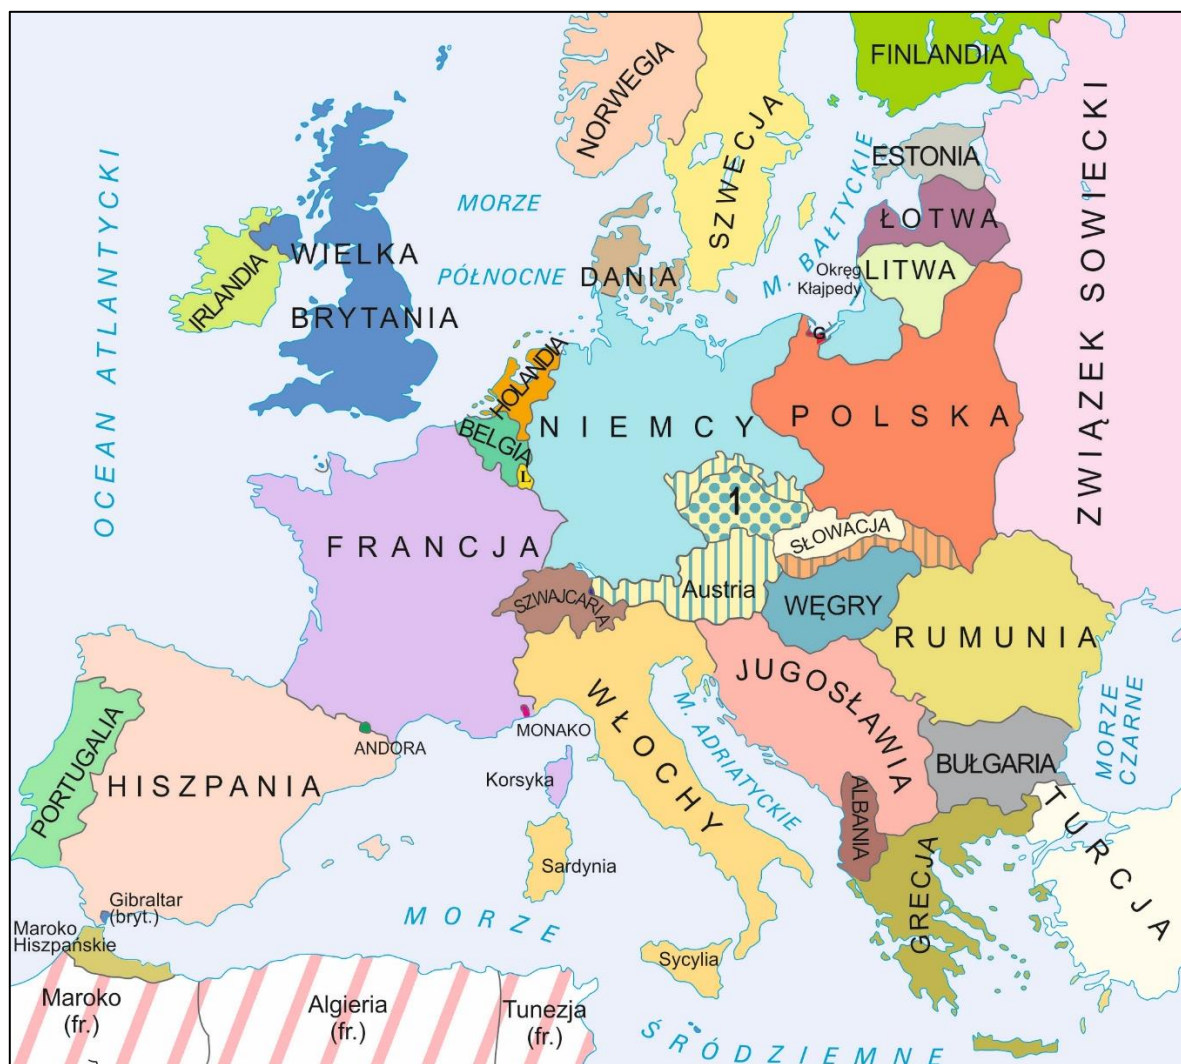 FINLANDIA
NORWEGIA
SZWECJA
ESTONIA
ŁOTWA
LITWA
Okręg
Kłajpedy
M. BAŁTYCKIE
ZWIĄZEK SOWIECKI
OCEAN ATLANTYCKI
MORZE
PÓŁNOCNE
DANIA
IRLANDIA
WIELKA
BRYTANIA
HOLANDIA
BELGIA
L
NIEMCY
G
POLSKA
1
FRANCJA
SŁOWACJA
SZWAJCARIA
Austria
WĘGRY
RUMUNIA
JUGOSŁAWIA
WŁOCHY
M. ADRIATYCKIE
MORZE
CZARNE
BUŁGARIA
ALBANIA
GRECJA
TURCJA
PORTUGALIA
HISZPANIA
ANDORA
MONAKO
Korsyka
Sardynia
Sycylia
Gibraltar
(bryt.)
Maroko
Hiszpańskie
MORZE
ŚRÓDZIEMNE
Maroko
(fr.)
Algieria
(fr.)
Tunezja
(fr.)